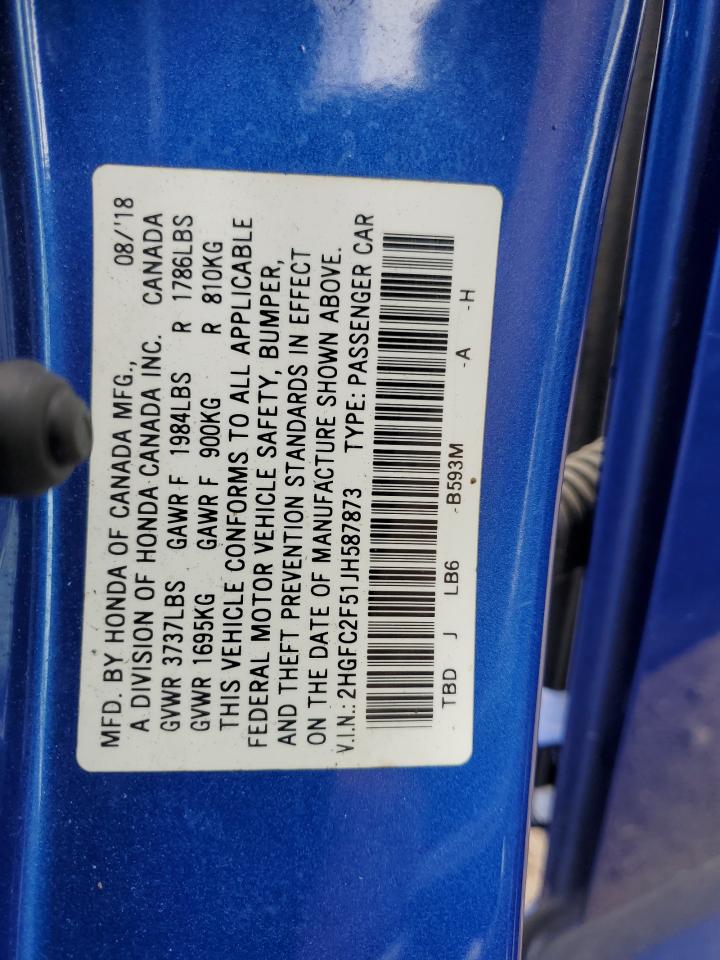 MFD. BY HONDA OF CANADA MFG., 08/'18
A DIVISION OF HONDA CANADA INC. CANADA
GVWR 3737LBS GAWR F 1984LBS R 1786LBS
GVWR 1695KG GAWR F 900KG R 810KG
THIS VEHICLE CONFORMS TO ALL APPLICABLE
FEDERAL MOTOR VEHICLE SAFETY, BUMPER,
AND THEFT PREVENTION STANDARDS IN EFFECT
ON THE DATE OF MANUFACTURE SHOWN ABOVE.
V.I.N.: 2HGFC2F51JH587873 TYPE: PASSENGER CAR
TBD J LB6 -B593M -A -H